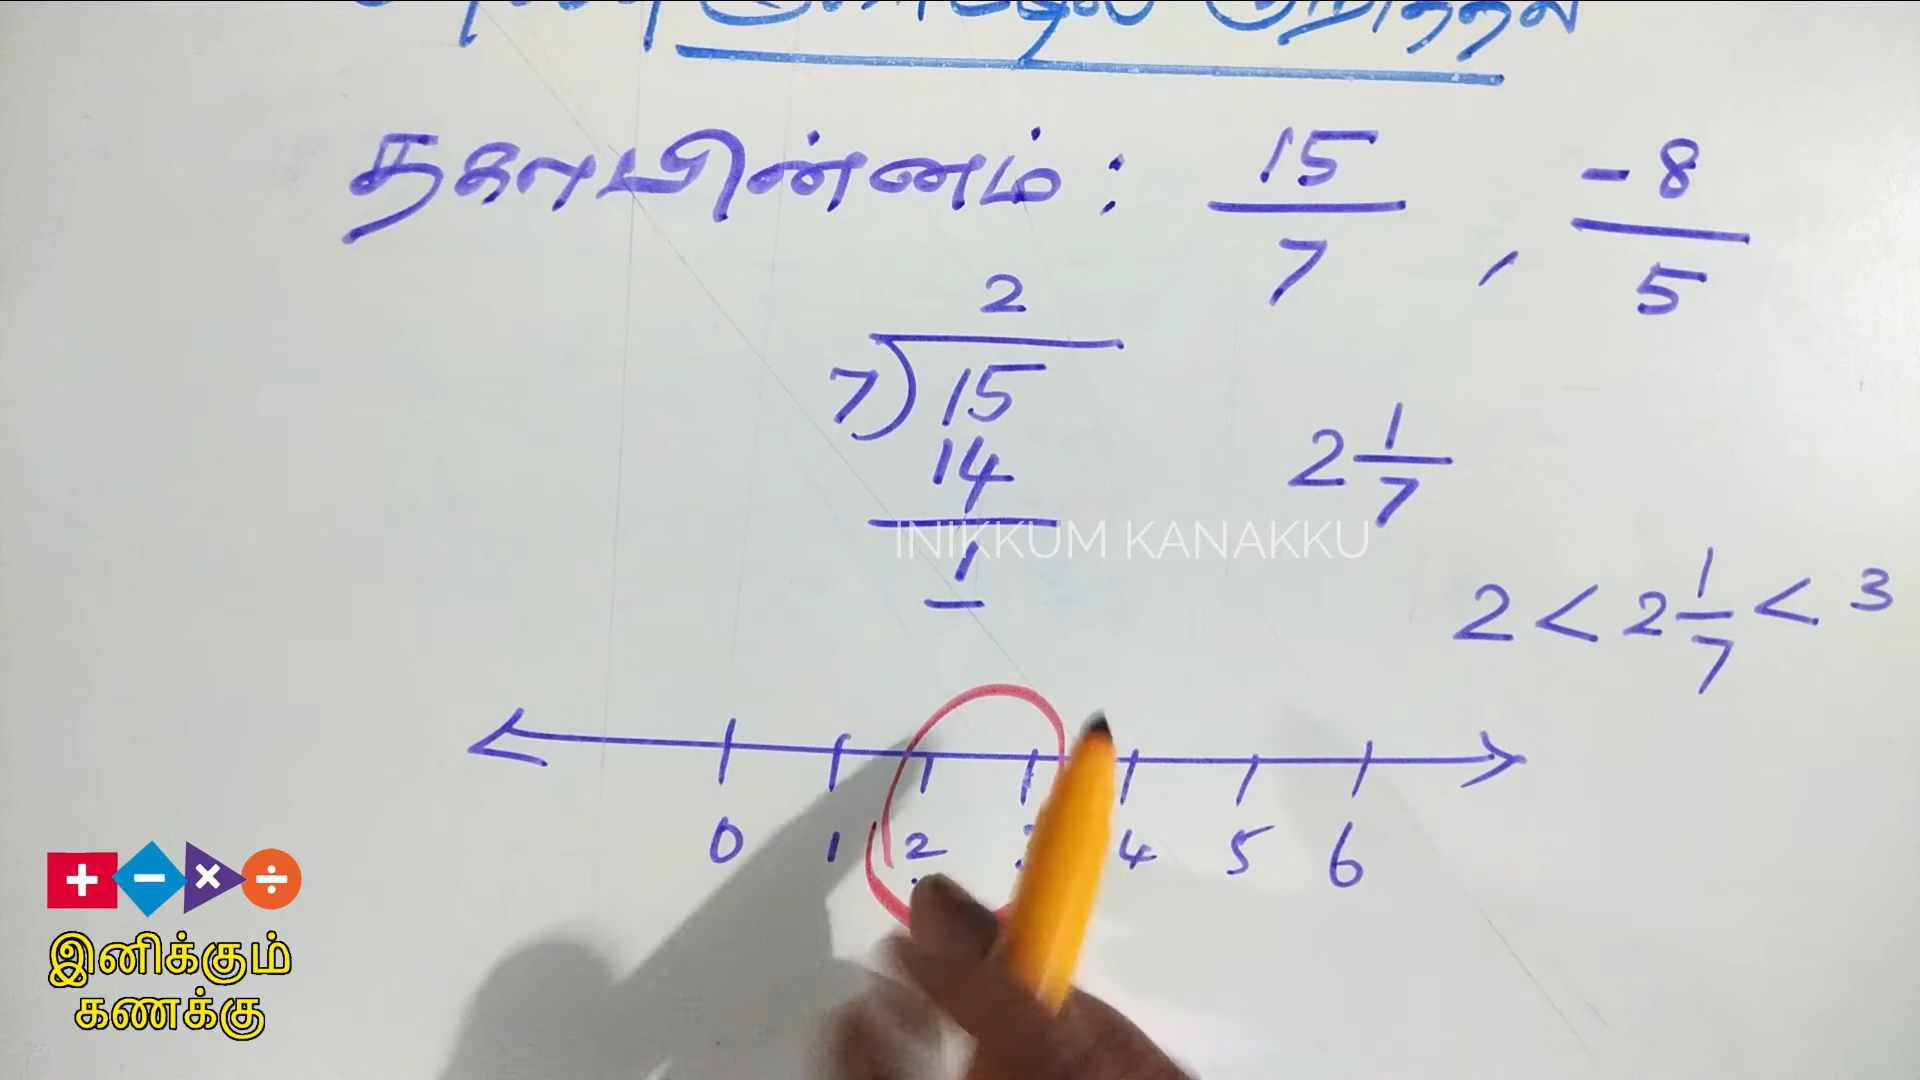 குறித்தல்
தகாபின்னம் : 15/7 , -8/5
2
7) 15
14
1
2 1/7
INIKKUM KANAKKU
2 < 2 1/7 < 3
0 1 2 4 5 6
+ − × ÷
இனிக்கும்
கணக்கு